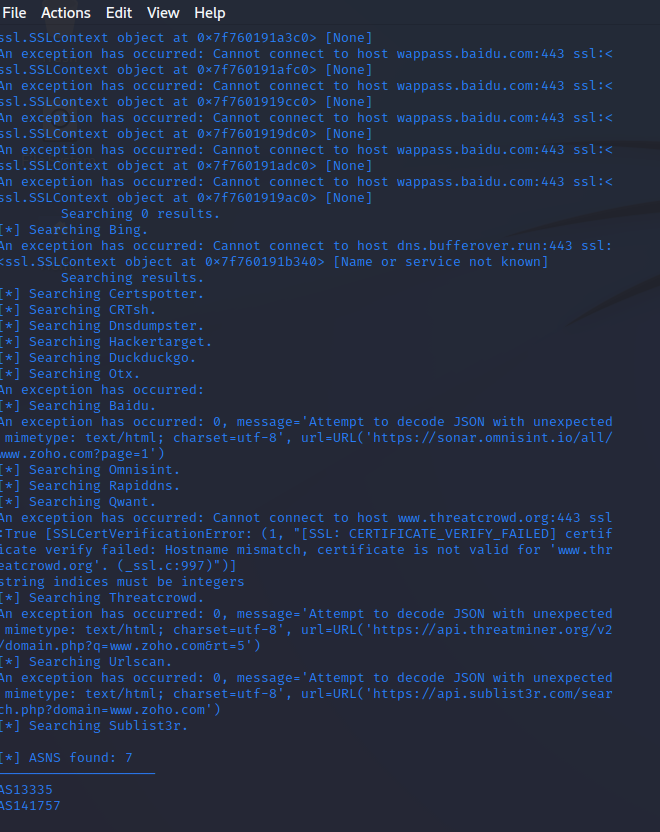 File Actions Edit View Help
ssl.SSLContext object at 0×7f760191a3c0> [None]
An exception has occurred: Cannot connect to host wappass.baidu.com:443 ssl:<
ssl.SSLContext object at 0×7f760191afc0> [None]
An exception has occurred: Cannot connect to host wappass.baidu.com:443 ssl:<
ssl.SSLContext object at 0×7f7601919cc0> [None]
An exception has occurred: Cannot connect to host wappass.baidu.com:443 ssl:<
ssl.SSLContext object at 0×7f7601919dc0> [None]
An exception has occurred: Cannot connect to host wappass.baidu.com:443 ssl:<
ssl.SSLContext object at 0×7f760191adc0> [None]
An exception has occurred: Cannot connect to host wappass.baidu.com:443 ssl:<
ssl.SSLContext object at 0×7f7601919ac0> [None]
Searching 0 results.
[*] Searching Bing.
An exception has occurred: Cannot connect to host dns.bufferover.run:443 ssl:
<ssl.SSLContext object at 0×7f760191b340> [Name or service not known]
Searching results.
[*] Searching Certspotter.
[*] Searching CRTsh.
[*] Searching Dnsdumpster.
[*] Searching Hackertarget.
[*] Searching Duckduckgo.
[*] Searching Otx.
An exception has occurred:
[*] Searching Baidu.
An exception has occurred: 0, message='Attempt to decode JSON with unexpected
mimetype: text/html; charset=utf-8', url=URL('https://sonar.omnisint.io/all/
www.zoho.com?page=1')
[*] Searching Omnisint.
[*] Searching Rapiddns.
[*] Searching Qwant.
An exception has occurred: Cannot connect to host www.threatcrowd.org:443 ssl
:True [SSLCertVerificationError: (1, "[SSL: CERTIFICATE_VERIFY_FAILED] certif
icate verify failed: Hostname mismatch, certificate is not valid for 'www.thr
eatcrowd.org'. (_ssl.c:997)")]
string indices must be integers
[*] Searching Threatcrowd.
An exception has occurred: 0, message='Attempt to decode JSON with unexpected
mimetype: text/html; charset=utf-8', url=URL('https://api.threatminer.org/v2
/domain.php?q=www.zoho.com&rt=5')
[*] Searching Urlscan.
An exception has occurred: 0, message='Attempt to decode JSON with unexpected
mimetype: text/html; charset=utf-8', url=URL('https://api.sublist3r.com/sear
ch.php?domain=www.zoho.com')
[*] Searching Sublist3r.
[*] ASNS found: 7
AS13335
AS141757